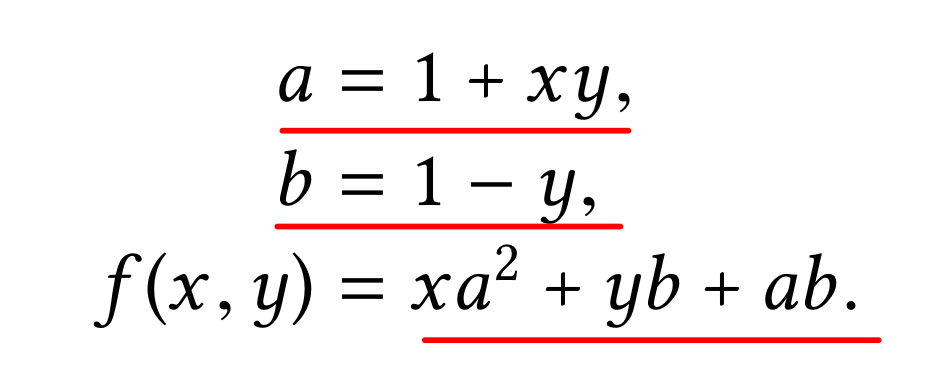 a = 1 + xy,
b = 1 − y,
f(x, y) = xa² + yb + ab.